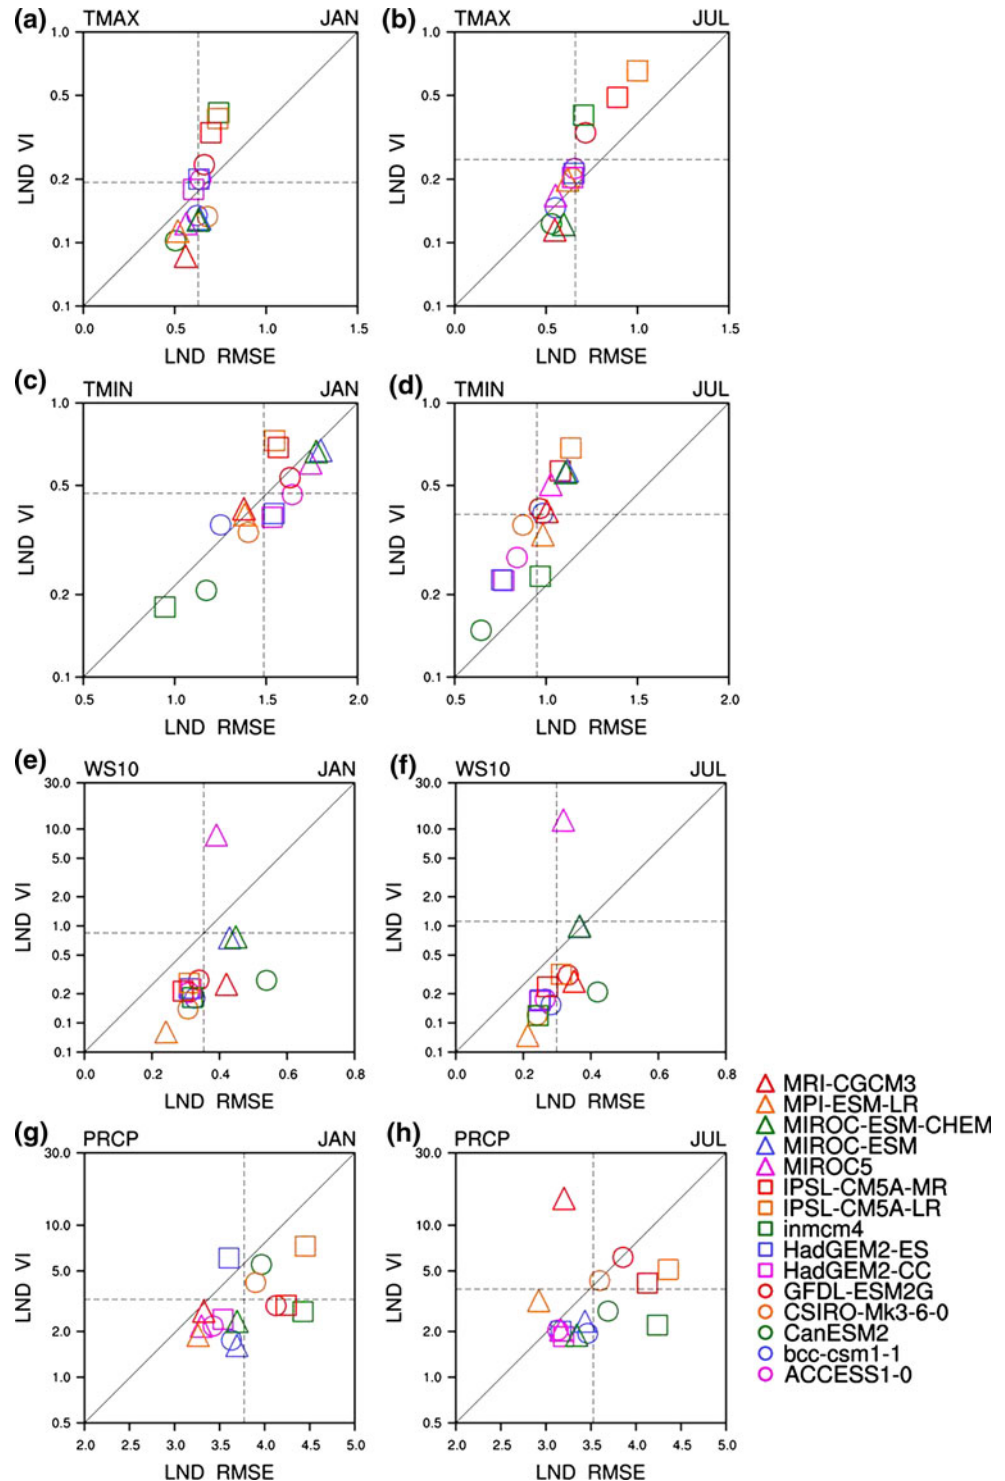 (a) TMAX JAN (b) TMAX JUL
1.0 1.0
0.5 0.5
LND VI LND VI
0.2 0.2
0.1 0.1
0.1 0.1
0.0 0.5 1.0 1.5 0.0 0.5 1.0 1.5
LND RMSE LND RMSE
(c) TMIN JAN (d) TMIN JUL
1.0 1.0
0.5 0.5
LND VI LND VI
0.2 0.2
0.1 0.1
0.5 1.0 1.5 2.0 0.5 1.0 1.5 2.0
LND RMSE LND RMSE
(e) WS10 JAN (f) WS10 JUL
30.0 30.0
10.0 10.0
5.0 5.0
LND VI LND VI
2.0 2.0
1.0 1.0
0.5 0.5
0.2 0.2
0.1 0.1
0.1 0.1
0.0 0.2 0.4 0.6 0.8 0.0 0.2 0.4 0.6 0.8
LND RMSE LND RMSE
(g) PRCP JAN (h) PRCP JUL
30.0 30.0
10.0 10.0
5.0 5.0
LND VI LND VI
2.0 2.0
1.0 1.0
0.5 0.5
2.0 2.5 3.0 3.5 4.0 4.5 5.0 2.0 2.5 3.0 3.5 4.0 4.5 5.0
LND RMSE LND RMSE
MRI-CGCM3
MPI-ESM-LR
MIROC-ESM-CHEM
MIROC-ESM
MIROC5
IPSL-CM5A-MR
IPSL-CM5A-LR
inmcm4
HadGEM2-ES
HadGEM2-CC
GFDL-ESM2G
CSIRO-Mk3-6-0
CanESM2
bcc-csm1-1
ACCESS1-0